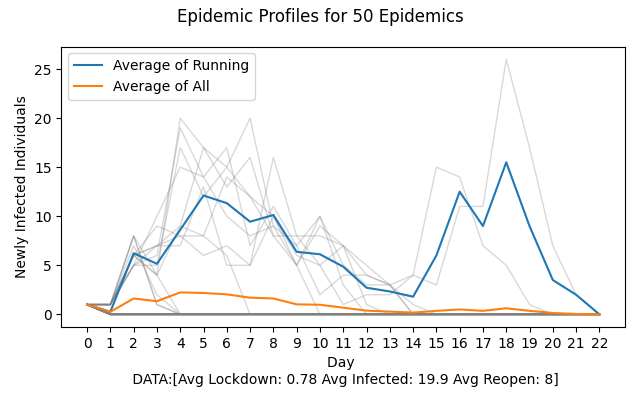 Epidemic Profiles for 50 Epidemics
Average of Running
Average of All
Newly Infected Individuals
25
20
15
10
5
0
0 1 2 3 4 5 6 7 8 9 10 11 12 13 14 15 16 17 18 19 20 21 22
Day
DATA:[Avg Lockdown: 0.78 Avg Infected: 19.9 Avg Reopen: 8]